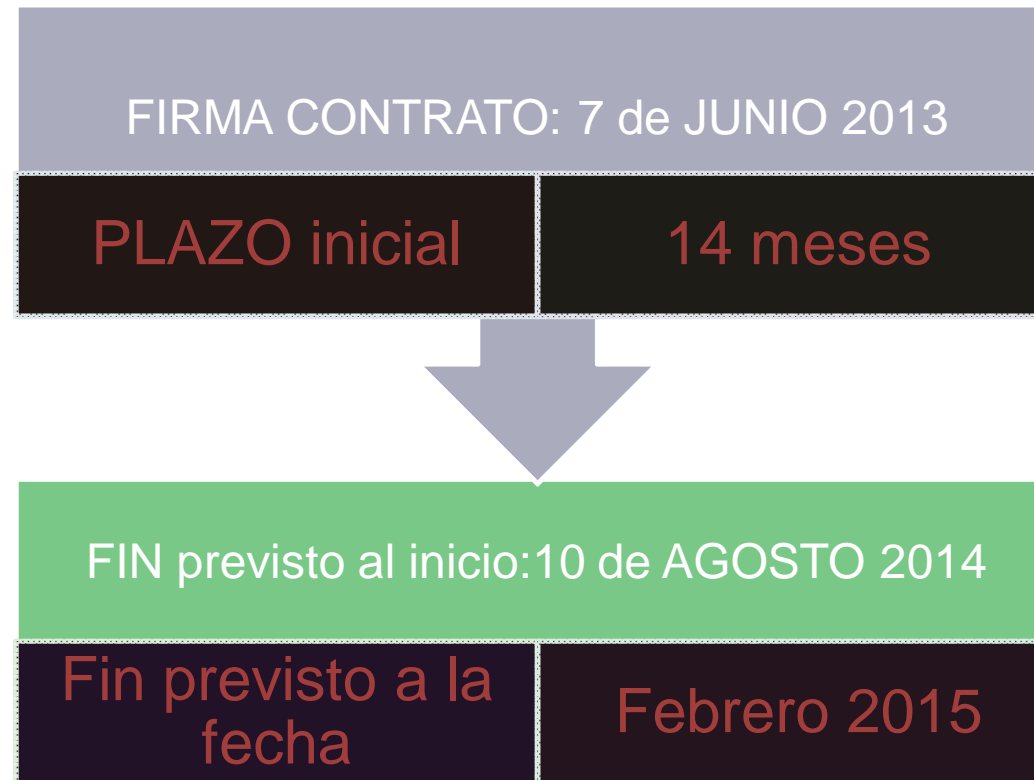 FIRMA CONTRATO: 7 de JUNIO 2013
PLAZO inicial
14 meses
FIN previsto al inicio:10 de AGOSTO 2014
Fin previsto a la
fecha
Febrero 2015